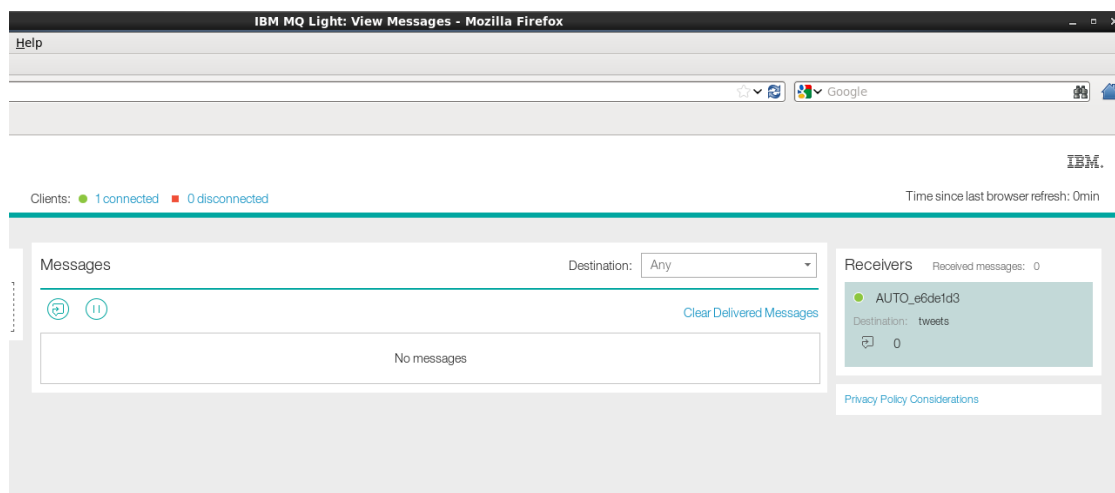 IBM MQ Light: View Messages - Mozilla Firefox
Help
Google
IBM.
Clients: 1 connected 0 disconnected
Time since last browser refresh: 0min
Messages
Destination: Any
Clear Delivered Messages
No messages
Receivers Received messages: 0
AUTO_e6de1d3
Destination: tweets
0
Privacy Policy Considerations